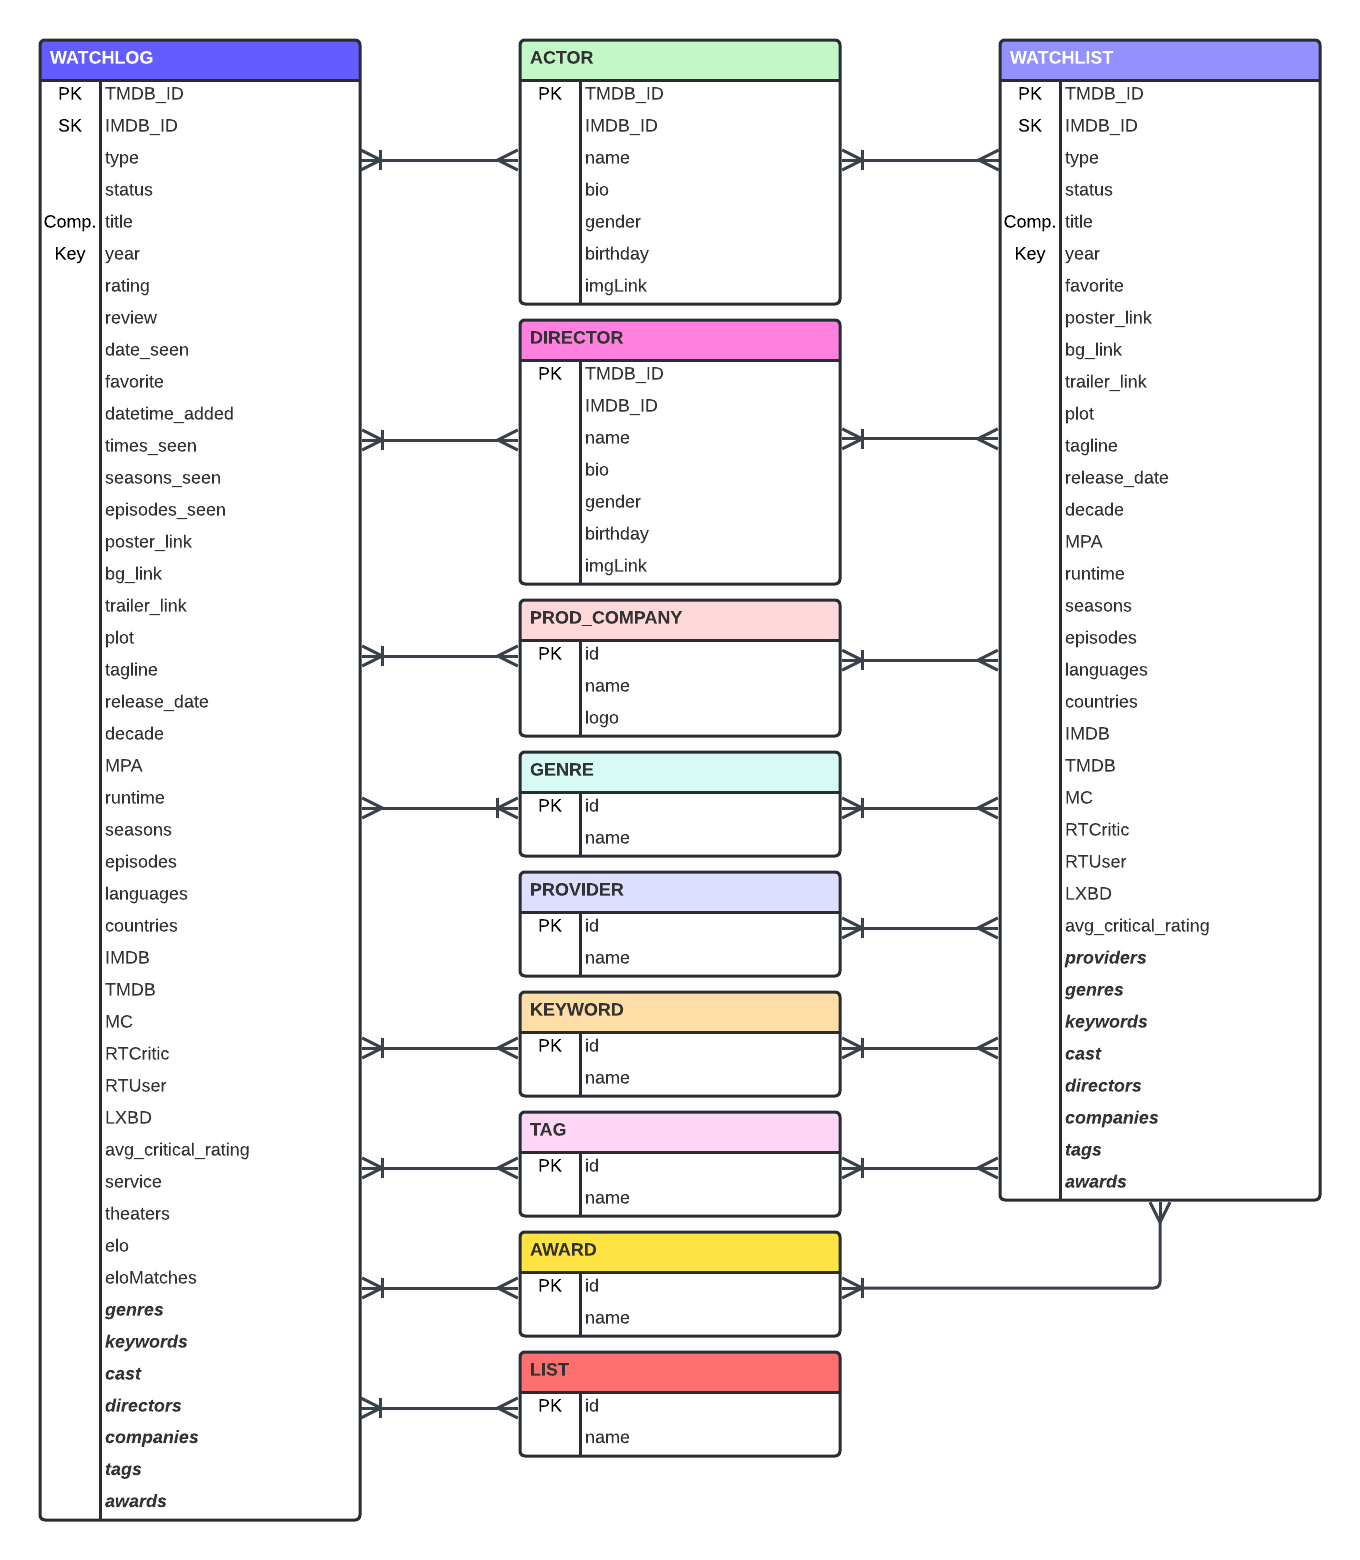 WATCHLOG
PK TMDB_ID
SK IMDB_ID
type
status
Comp. title
Key year
rating
review
date_seen
favorite
datetime_added
times_seen
seasons_seen
episodes_seen
poster_link
bg_link
trailer_link
plot
tagline
release_date
decade
MPA
runtime
seasons
episodes
languages
countries
IMDB
TMDB
MC
RTCritic
RTUser
LXBD
avg_critical_rating
service
theaters
elo
eloMatches
genres
keywords
cast
directors
companies
tags
awards
ACTOR
PK TMDB_ID
IMDB_ID
name
bio
gender
birthday
imgLink
DIRECTOR
PK TMDB_ID
IMDB_ID
name
bio
gender
birthday
imgLink
PROD_COMPANY
PK id
name
logo
GENRE
PK id
name
PROVIDER
PK id
name
KEYWORD
PK id
name
TAG
PK id
name
AWARD
PK id
name
LIST
PK id
name
WATCHLIST
PK TMDB_ID
SK IMDB_ID
type
status
Comp. title
Key year
favorite
poster_link
bg_link
trailer_link
plot
tagline
release_date
decade
MPA
runtime
seasons
episodes
languages
countries
IMDB
TMDB
MC
RTCritic
RTUser
LXBD
avg_critical_rating
providers
genres
keywords
cast
directors
companies
tags
awards